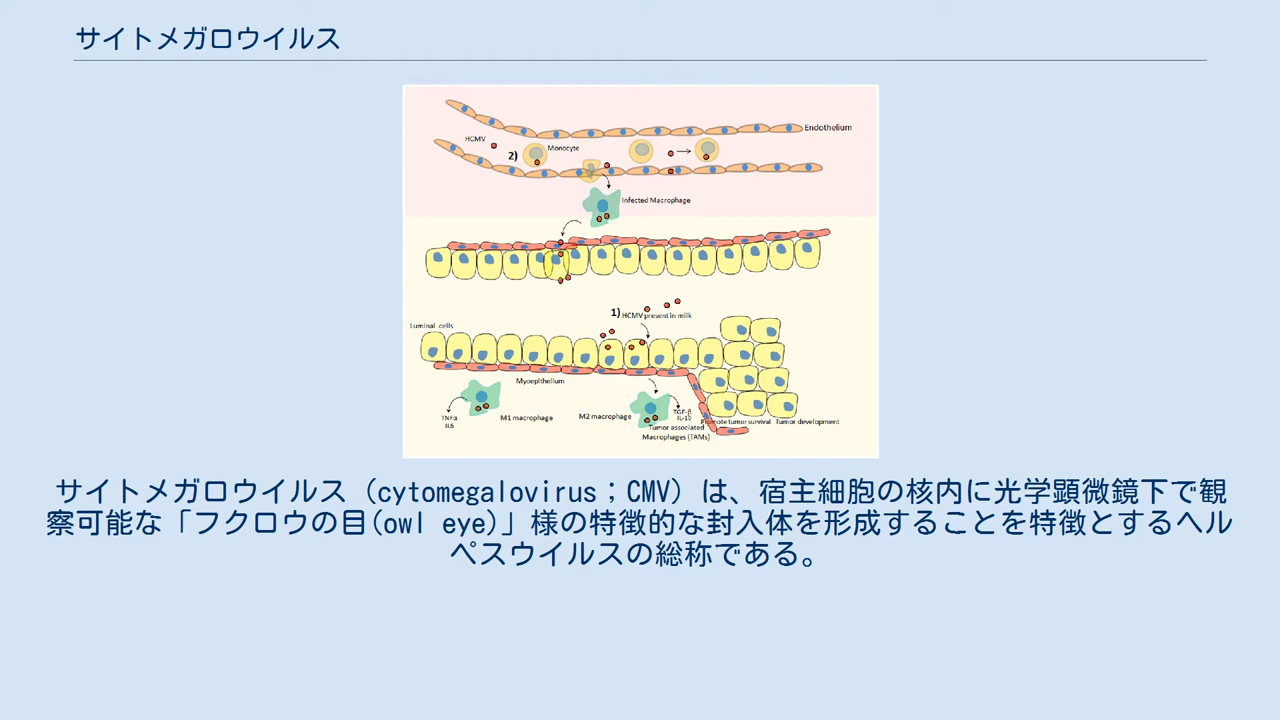 サイトメガロウイルス
Endothelium
HCMV
2)
Monocyte
Infected Macrophage
1)
HCMV present in milk
Luminal cells
Myoepithelium
M1 macrophage
TNFα
IL6
M2 macrophage
TGF-β
IL-10
Tumor associated
Macrophages (TAMs)
Promote tumor survival
Tumor development
サイトメガロウイルス（cytomegalovirus；CMV）は、宿主細胞の核内に光学顕微鏡下で観
察可能な「フクロウの目(owl eye)」様の特徴的な封入体を形成することを特徴とするヘル
ペスウイルスの総称である。